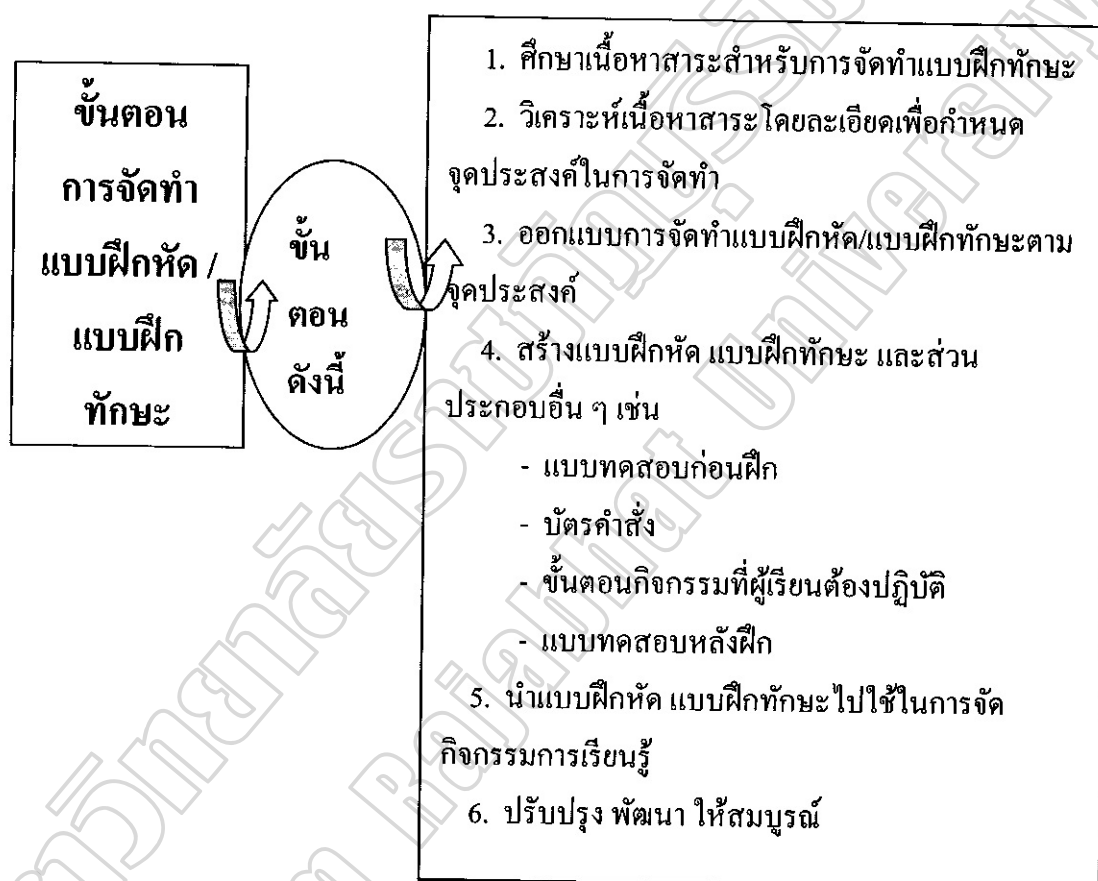 ขั้นตอน
การจัดทำ
แบบฝึกหัด /
แบบฝึก
ทักษะ
ขั้น
ตอน
ดังนี้
1. ศึกษาเนื้อหาสาระสำหรับการจัดทำแบบฝึกทักษะ
2. วิเคราะห์เนื้อหาสาระโดยละเอียดเพื่อกำหนด
จุดประสงค์ในการจัดทำ
3. ออกแบบการจัดทำแบบฝึกหัด/แบบฝึกทักษะตาม
จุดประสงค์
4. สร้างแบบฝึกหัด แบบฝึกทักษะ และส่วน
ประกอบอื่น ๆ เช่น
- แบบทดสอบก่อนฝึก
- บัตรคำสั่ง
- ขั้นตอนกิจกรรมที่ผู้เรียนต้องปฏิบัติ
- แบบทดสอบหลังฝึก
5. นำแบบฝึกหัด แบบฝึกทักษะไปใช้ในการจัด
กิจกรรมการเรียนรู้
6. ปรับปรุง พัฒนา ให้สมบูรณ์
Rajabhat University